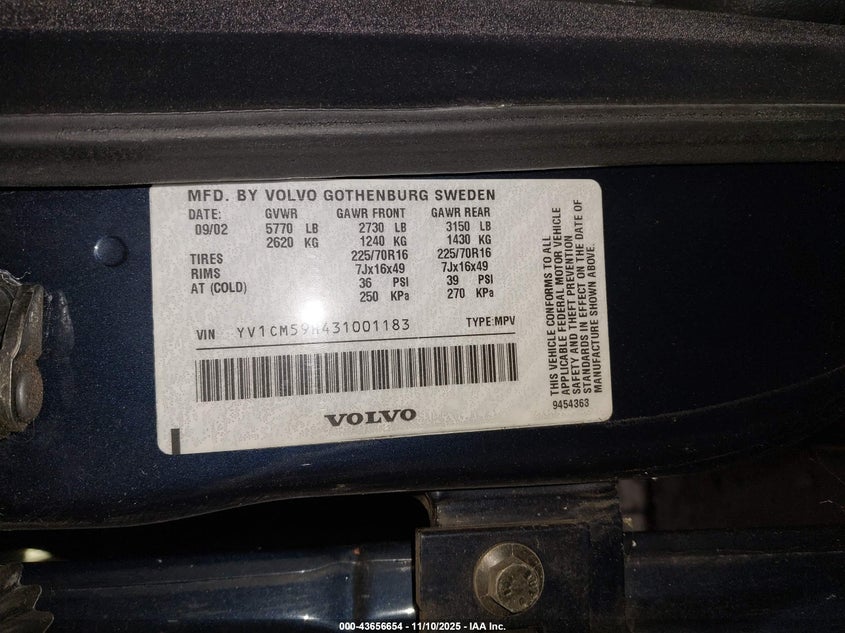 MFD. BY VOLVO GOTHENBURG SWEDEN
DATE: GVWR GAWR FRONT GAWR REAR
09/02 5770 LB 2730 LB 3150 LB
2620 KG 1240 KG 1430 KG
TIRES 225/70R16 225/70R16
RIMS 7Jx16x49 7Jx16x49
AT (COLD) 36 PSI 39 PSI
250 KPa 270 KPa
VIN TYPE:MPV
VOLVO
THIS VEHICLE CONFORMS TO ALL
APPLICABLE FEDERAL MOTOR VEHICLE
SAFETY AND THEFT PREVENTION
STANDARDS IN EFFECT ON THE DATE OF
MANUFACTURE SHOWN ABOVE.
9454363
000-43656654 - 11/10/2025 - IAA Inc.